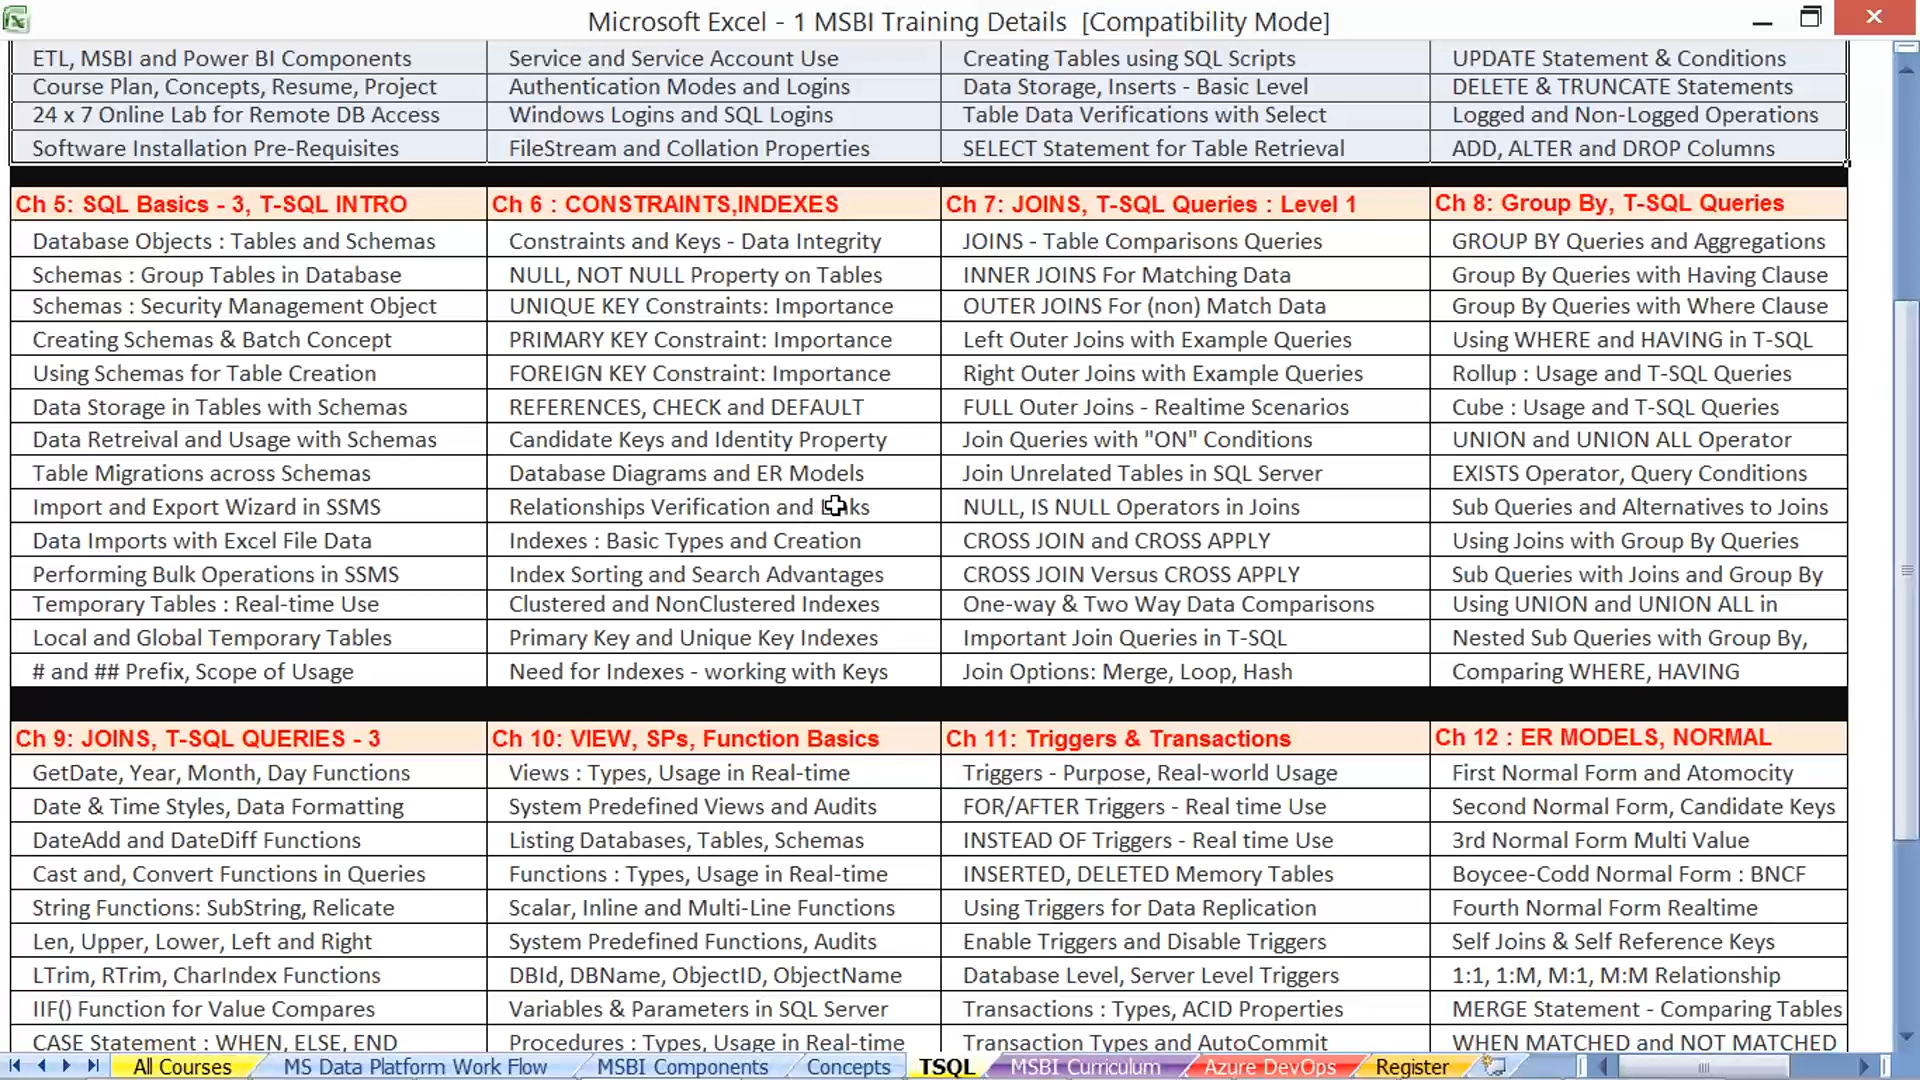 Microsoft Excel - 1 MSBI Training Details [Compatibility Mode]
ETL, MSBI and Power BI Components
Course Plan, Concepts, Resume, Project
24 x 7 Online Lab for Remote DB Access
Software Installation Pre-Requisites
Service and Service Account Use
Authentication Modes and Logins
Windows Logins and SQL Logins
FileStream and Collation Properties
Creating Tables using SQL Scripts
Data Storage, Inserts - Basic Level
Table Data Verifications with Select
SELECT Statement for Table Retrieval
UPDATE Statement & Conditions
DELETE & TRUNCATE Statements
Logged and Non-Logged Operations
ADD, ALTER and DROP Columns
Ch 5: SQL Basics - 3, T-SQL INTRO
Database Objects : Tables and Schemas
Schemas : Group Tables in Database
Schemas : Security Management Object
Creating Schemas & Batch Concept
Using Schemas for Table Creation
Data Storage in Tables with Schemas
Data Retreival and Usage with Schemas
Table Migrations across Schemas
Import and Export Wizard in SSMS
Data Imports with Excel File Data
Performing Bulk Operations in SSMS
Temporary Tables : Real-time Use
Local and Global Temporary Tables
# and ## Prefix, Scope of Usage
Ch 6 : CONSTRAINTS,INDEXES
Constraints and Keys - Data Integrity
NULL, NOT NULL Property on Tables
UNIQUE KEY Constraints: Importance
PRIMARY KEY Constraint: Importance
FOREIGN KEY Constraint: Importance
REFERENCES, CHECK and DEFAULT
Candidate Keys and Identity Property
Database Diagrams and ER Models
Relationships Verification and
Indexes : Basic Types and Creation
Index Sorting and Search Advantages
Clustered and NonClustered Indexes
Primary Key and Unique Key Indexes
Need for Indexes - working with Keys
Ch 7: JOINS, T-SQL Queries : Level 1
JOINS - Table Comparisons Queries
INNER JOINS For Matching Data
OUTER JOINS For (non) Match Data
Left Outer Joins with Example Queries
Right Outer Joins with Example Queries
FULL Outer Joins - Realtime Scenarios
Join Queries with "ON" Conditions
Join Unrelated Tables in SQL Server
NULL, IS NULL Operators in Joins
CROSS JOIN and CROSS APPLY
CROSS JOIN Versus CROSS APPLY
One-way & Two Way Data Comparisons
Important Join Queries in T-SQL
Join Options: Merge, Loop, Hash
Ch 8: Group By, T-SQL Queries
GROUP BY Queries and Aggregations
Group By Queries with Having Clause
Group By Queries with Where Clause
Using WHERE and HAVING in T-SQL
Rollup : Usage and T-SQL Queries
Cube : Usage and T-SQL Queries
UNION and UNION ALL Operator
EXISTS Operator, Query Conditions
Sub Queries and Alternatives to Joins
Using Joins with Group By Queries
Sub Queries with Joins and Group By
Using UNION and UNION ALL in
Nested Sub Queries with Group By,
Comparing WHERE, HAVING
Ch 9: JOINS, T-SQL QUERIES - 3
GetDate, Year, Month, Day Functions
Date & Time Styles, Data Formatting
DateAdd and DateDiff Functions
Cast and, Convert Functions in Queries
String Functions: SubString, Relicate
Len, Upper, Lower, Left and Right
LTrim, RTrim, CharIndex Functions
IIF() Function for Value Compares
CASE Statement : WHEN, ELSE, END
Ch 10: VIEW, SPs, Function Basics
Views : Types, Usage in Real-time
System Predefined Views and Audits
Listing Databases, Tables, Schemas
Functions : Types, Usage in Real-time
Scalar, Inline and Multi-Line Functions
System Predefined Functions, Audits
DBId, DBName, ObjectID, ObjectName
Variables & Parameters in SQL Server
Procedures : Types, Usage in Real-time
Ch 11: Triggers & Transactions
Triggers - Purpose, Real-world Usage
FOR/AFTER Triggers - Real time Use
INSTEAD OF Triggers - Real time Use
INSERTED, DELETED Memory Tables
Using Triggers for Data Replication
Enable Triggers and Disable Triggers
Database Level, Server Level Triggers
Transactions : Types, ACID Properties
Transaction Types and AutoCommit
Ch 12 : ER MODELS, NORMAL
First Normal Form and Atomocity
Second Normal Form, Candidate Keys
3rd Normal Form Multi Value
Boycee-Codd Normal Form : BNCF
Fourth Normal Form Realtime
Self Joins & Self Reference Keys
1:1, 1:M, M:1, M:M Relationship
MERGE Statement - Comparing Tables
WHEN MATCHED and NOT MATCHED
All Courses
MS Data Platform Work Flow
MSBI Components
Concepts
TSQL
MSBI Curriculum
Azure DevOps
Register